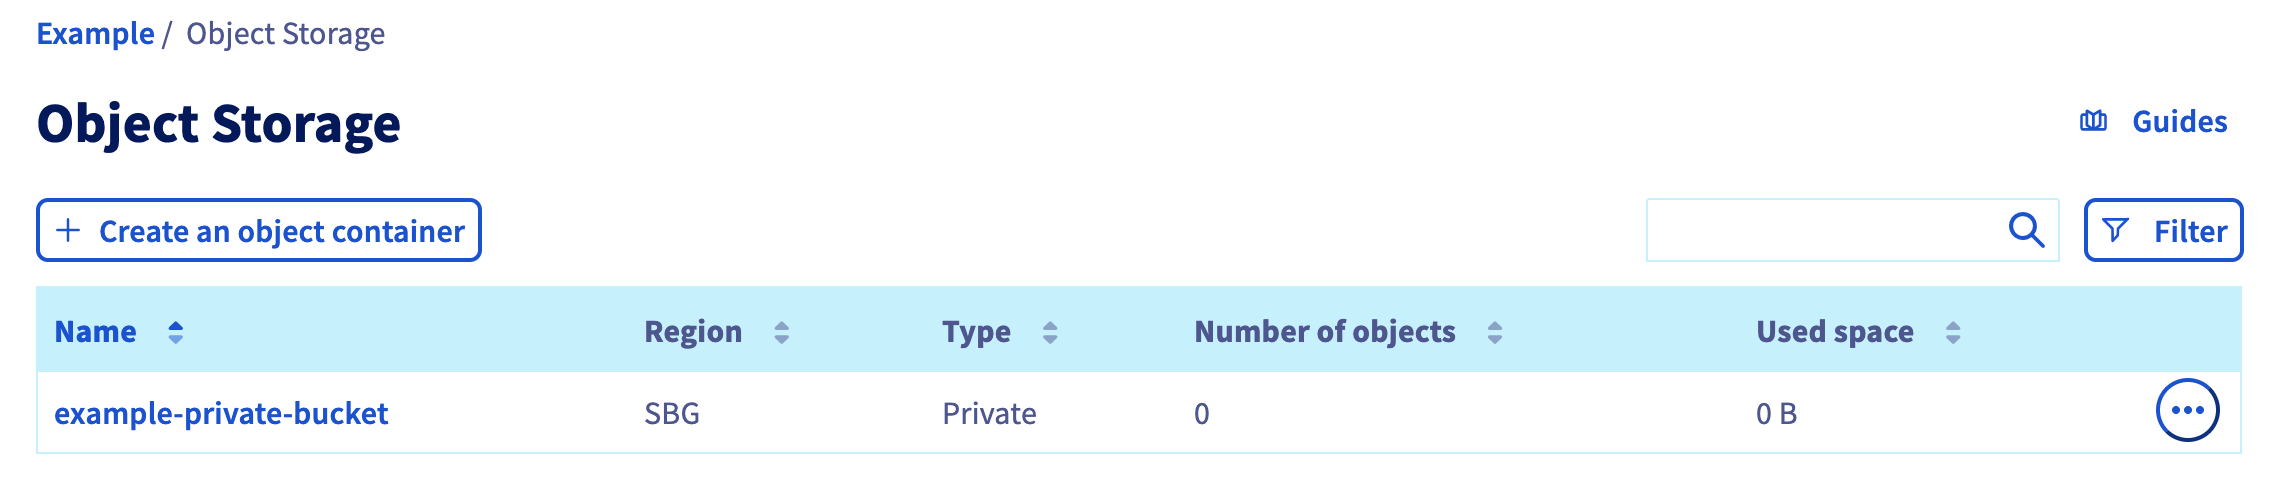 Example / Object Storage
Object Storage
Guides
Create an object container
Filter
Name Region Type Number of objects Used space
example-private-bucket SBG Private 0 0 B